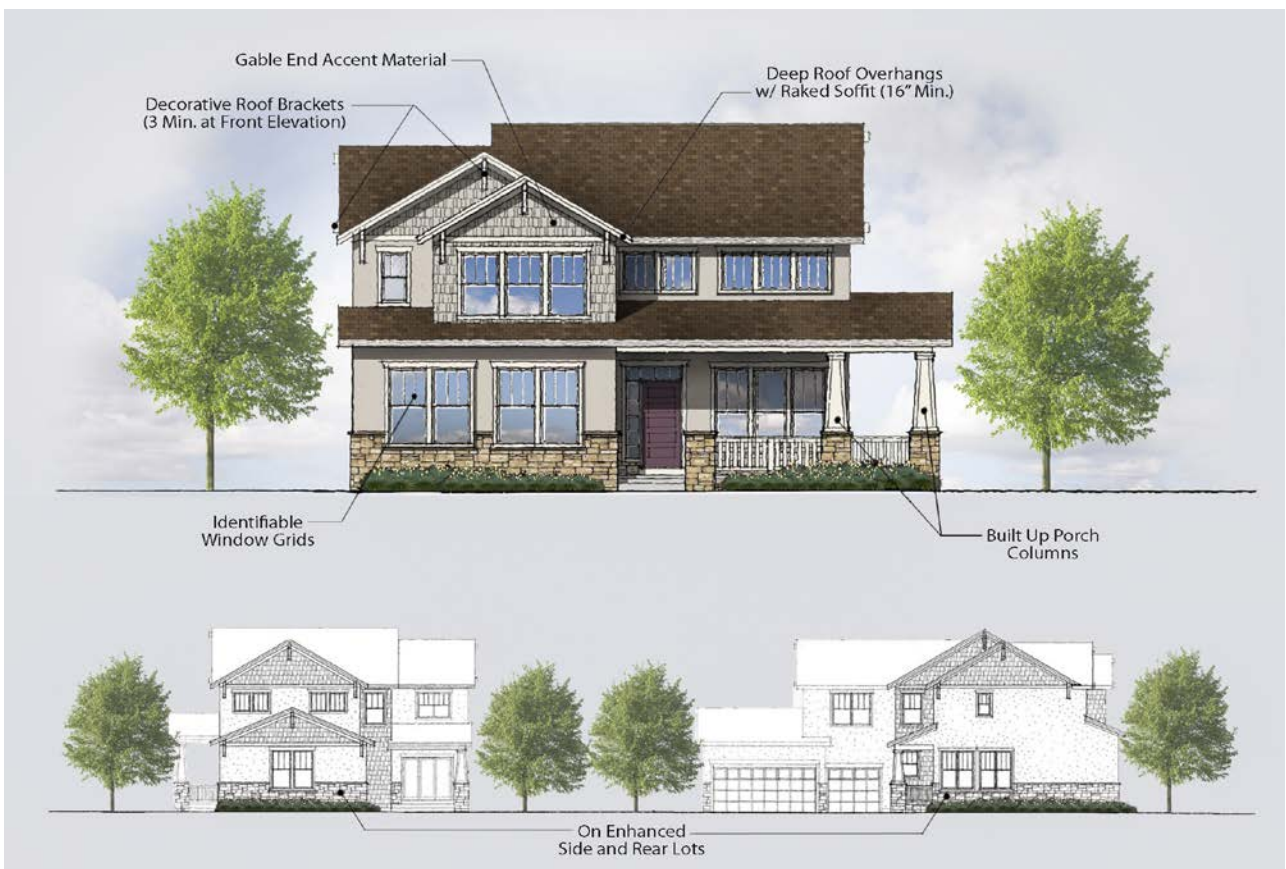 Gable End Accent Material
Deep Roof Overhangs
w/ Raked Soffit (16" Min.)
Decorative Roof Brackets
(3 Min. at Front Elevation)
Identifiable
Window Grids
Built Up Porch
Columns
On Enhanced
Side and Rear Lots